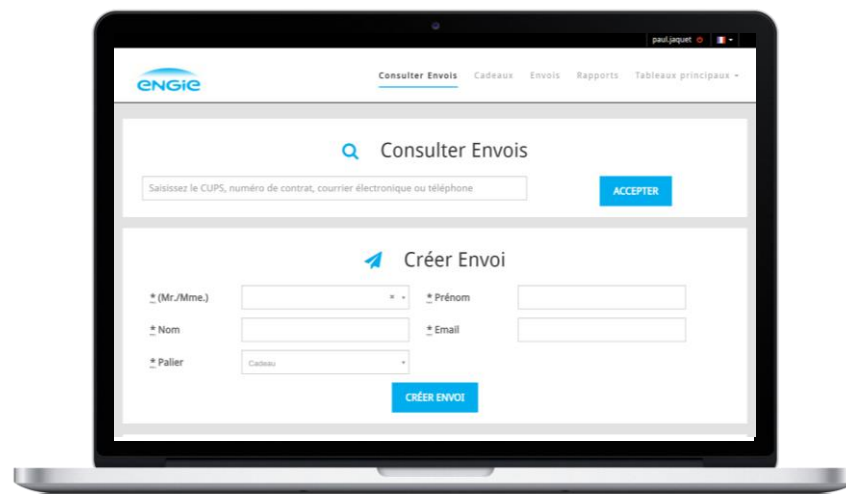 paul.jaquet
ENGIE
Consulter Envois Cadeaux Envois Rapports Tableaux principaux
Consulter Envois
Saisissez le CUPS, numéro de contrat, courrier électronique ou téléphone
ACCEPTER
Créer Envoi
* (Mr./Mme.)
* Prénom
* Nom
* Email
* Palier
Cadeau
CRÉER ENVOI